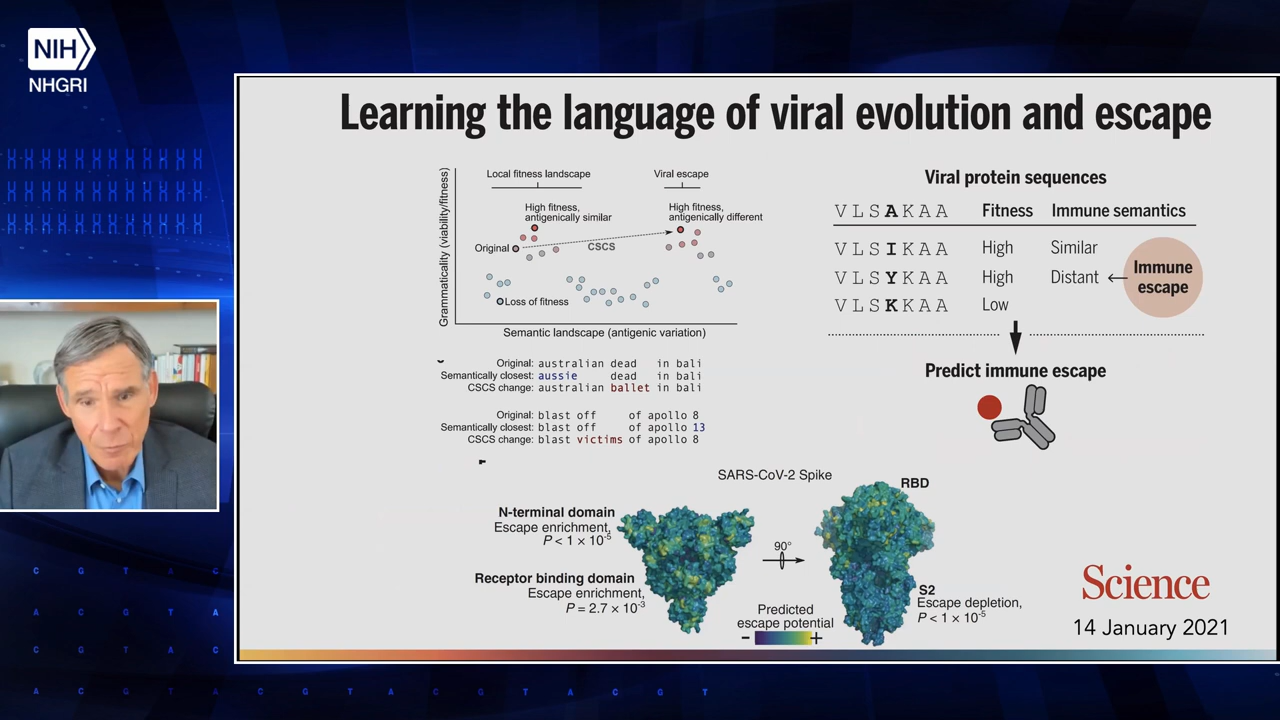 NIH
NHGRI
Learning the language of viral evolution and escape
Grammaticality (viability/fitness)
Local fitness landscape
Viral escape
High fitness,
antigenically similar
High fitness,
antigenically different
Original
CSCS
Loss of fitness
Semantic landscape (antigenic variation)
Original: australian dead in bali
Semantically closest: aussie dead in bali
CSCS change: australian ballet in bali
Original: blast off of apollo 8
Semantically closest: blast off of apollo 13
CSCS change: blast victims of apollo 8
Viral protein sequences
V L S A K A A Fitness Immune semantics
V L S I K A A High Similar
V L S Y K A A High Distant
V L S K K A A Low
Immune
escape
Predict immune escape
SARS-CoV-2 Spike
RBD
N-terminal domain
Escape enrichment,
P < 1 × 10⁻⁵
90°
Receptor binding domain
Escape enrichment,
P = 2.7 × 10⁻³
S2
Escape depletion,
P < 1 × 10⁻⁵
Predicted
escape potential
- +
Science
14 January 2021
C G T A C
A C G T A
C G T A C
A C G T A C G T A C G T